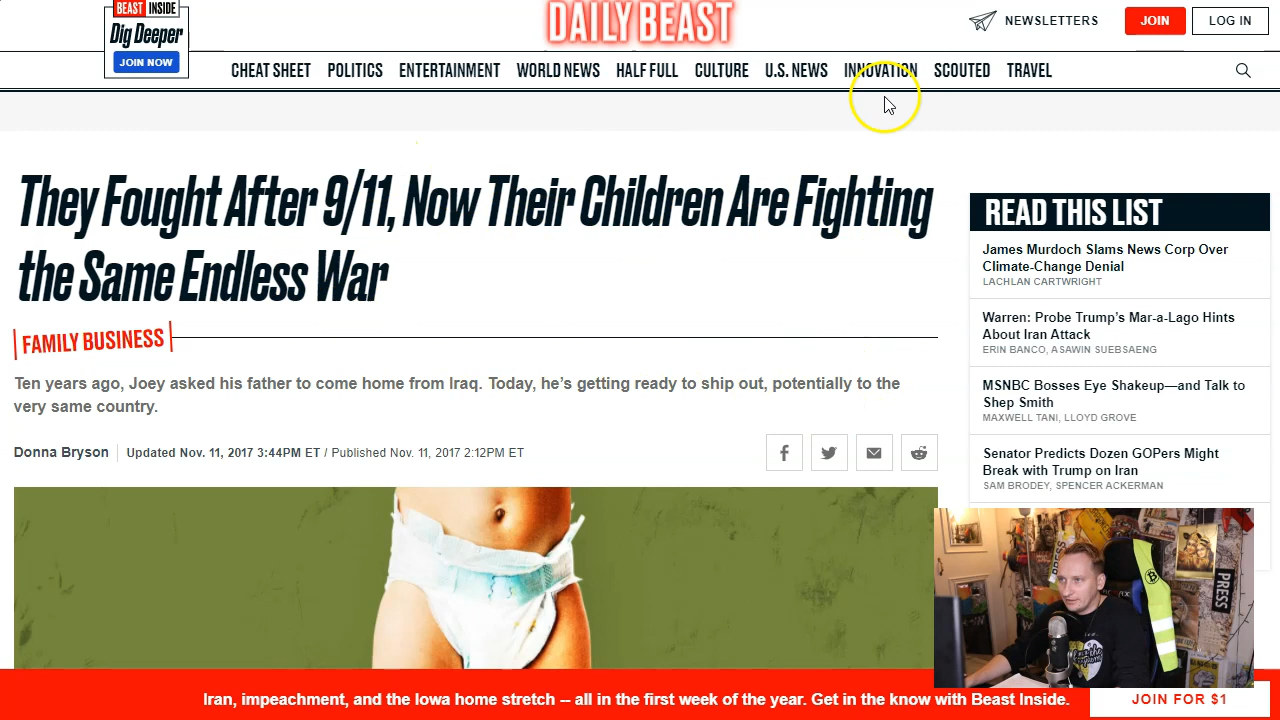 BEAST INSIDE
Dig Deeper
JOIN NOW
DAILY BEAST
NEWSLETTERS
JOIN
LOG IN
CHEAT SHEET POLITICS ENTERTAINMENT WORLD NEWS HALF FULL CULTURE U.S. NEWS INNOVATION SCOUTED TRAVEL
They Fought After 9/11, Now Their Children Are Fighting
the Same Endless War
FAMILY BUSINESS
Ten years ago, Joey asked his father to come home from Iraq. Today, he's getting ready to ship out, potentially to the
very same country.
Donna Bryson Updated Nov. 11, 2017 3:44PM ET / Published Nov. 11, 2017 2:12PM ET
READ THIS LIST
James Murdoch Slams News Corp Over
Climate-Change Denial
LACHLAN CARTWRIGHT
Warren: Probe Trump's Mar-a-Lago Hints
About Iran Attack
ERIN BANCO, ASAWIN SUEBSAENG
MSNBC Bosses Eye Shakeup—and Talk to
Shep Smith
MAXWELL TANI, LLOYD GROVE
Senator Predicts Dozen GOPers Might
Break with Trump on Iran
SAM BRODEY, SPENCER ACKERMAN
PRESS
PRESS
Iran, impeachment, and the Iowa home stretch -- all in the first week of the year. Get in the know with Beast Inside.
JOIN FOR $1